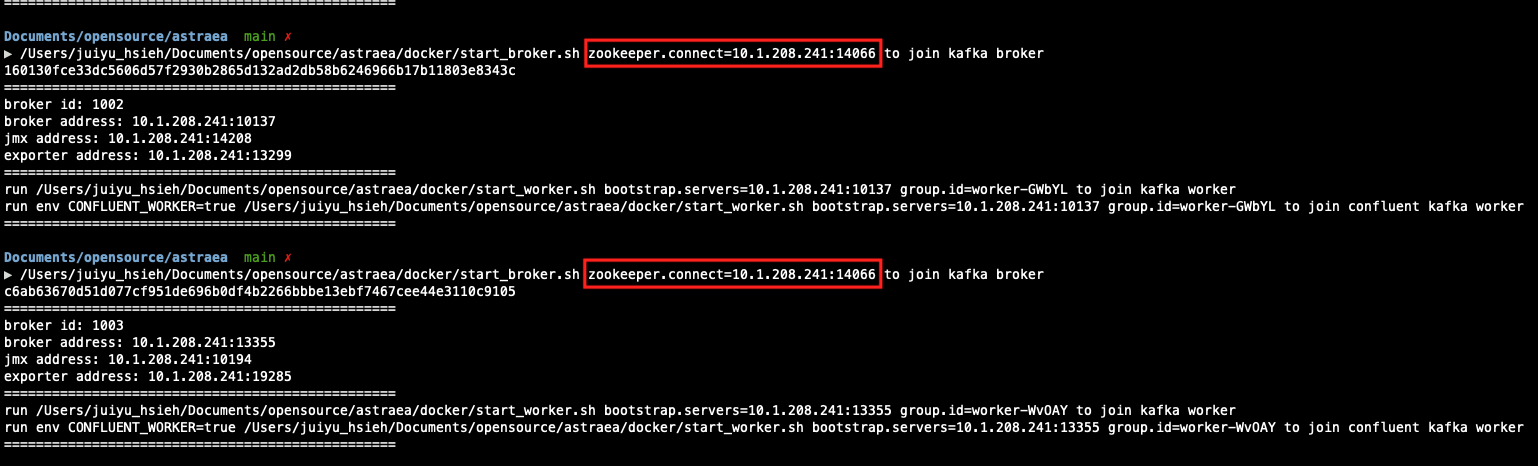 =================================================
Documents/opensource/astraea main ✗
▶ /Users/juiyu_hsieh/Documents/opensource/astraea/docker/start_broker.sh zookeeper.connect=10.1.208.241:14066 to join kafka broker
160130fce33dc5606d57f2930b2865d132ad2db58b6246966b17b11803e8343c
=================================================
broker id: 1002
broker address: 10.1.208.241:10137
jmx address: 10.1.208.241:14208
exporter address: 10.1.208.241:13299
=================================================
run /Users/juiyu_hsieh/Documents/opensource/astraea/docker/start_worker.sh bootstrap.servers=10.1.208.241:10137 group.id=worker-GWbYL to join kafka worker
run env CONFLUENT_WORKER=true /Users/juiyu_hsieh/Documents/opensource/astraea/docker/start_worker.sh bootstrap.servers=10.1.208.241:10137 group.id=worker-GWbYL to join confluent kafka worker
=================================================
Documents/opensource/astraea main ✗
▶ /Users/juiyu_hsieh/Documents/opensource/astraea/docker/start_broker.sh zookeeper.connect=10.1.208.241:14066 to join kafka broker
c6ab63670d51d077cf951de696b0df4b2266bbbe13ebf7467cee44e3110c9105
=================================================
broker id: 1003
broker address: 10.1.208.241:13355
jmx address: 10.1.208.241:10194
exporter address: 10.1.208.241:19285
=================================================
run /Users/juiyu_hsieh/Documents/opensource/astraea/docker/start_worker.sh bootstrap.servers=10.1.208.241:13355 group.id=worker-WvOAY to join kafka worker
run env CONFLUENT_WORKER=true /Users/juiyu_hsieh/Documents/opensource/astraea/docker/start_worker.sh bootstrap.servers=10.1.208.241:13355 group.id=worker-WvOAY to join confluent kafka worker
=================================================